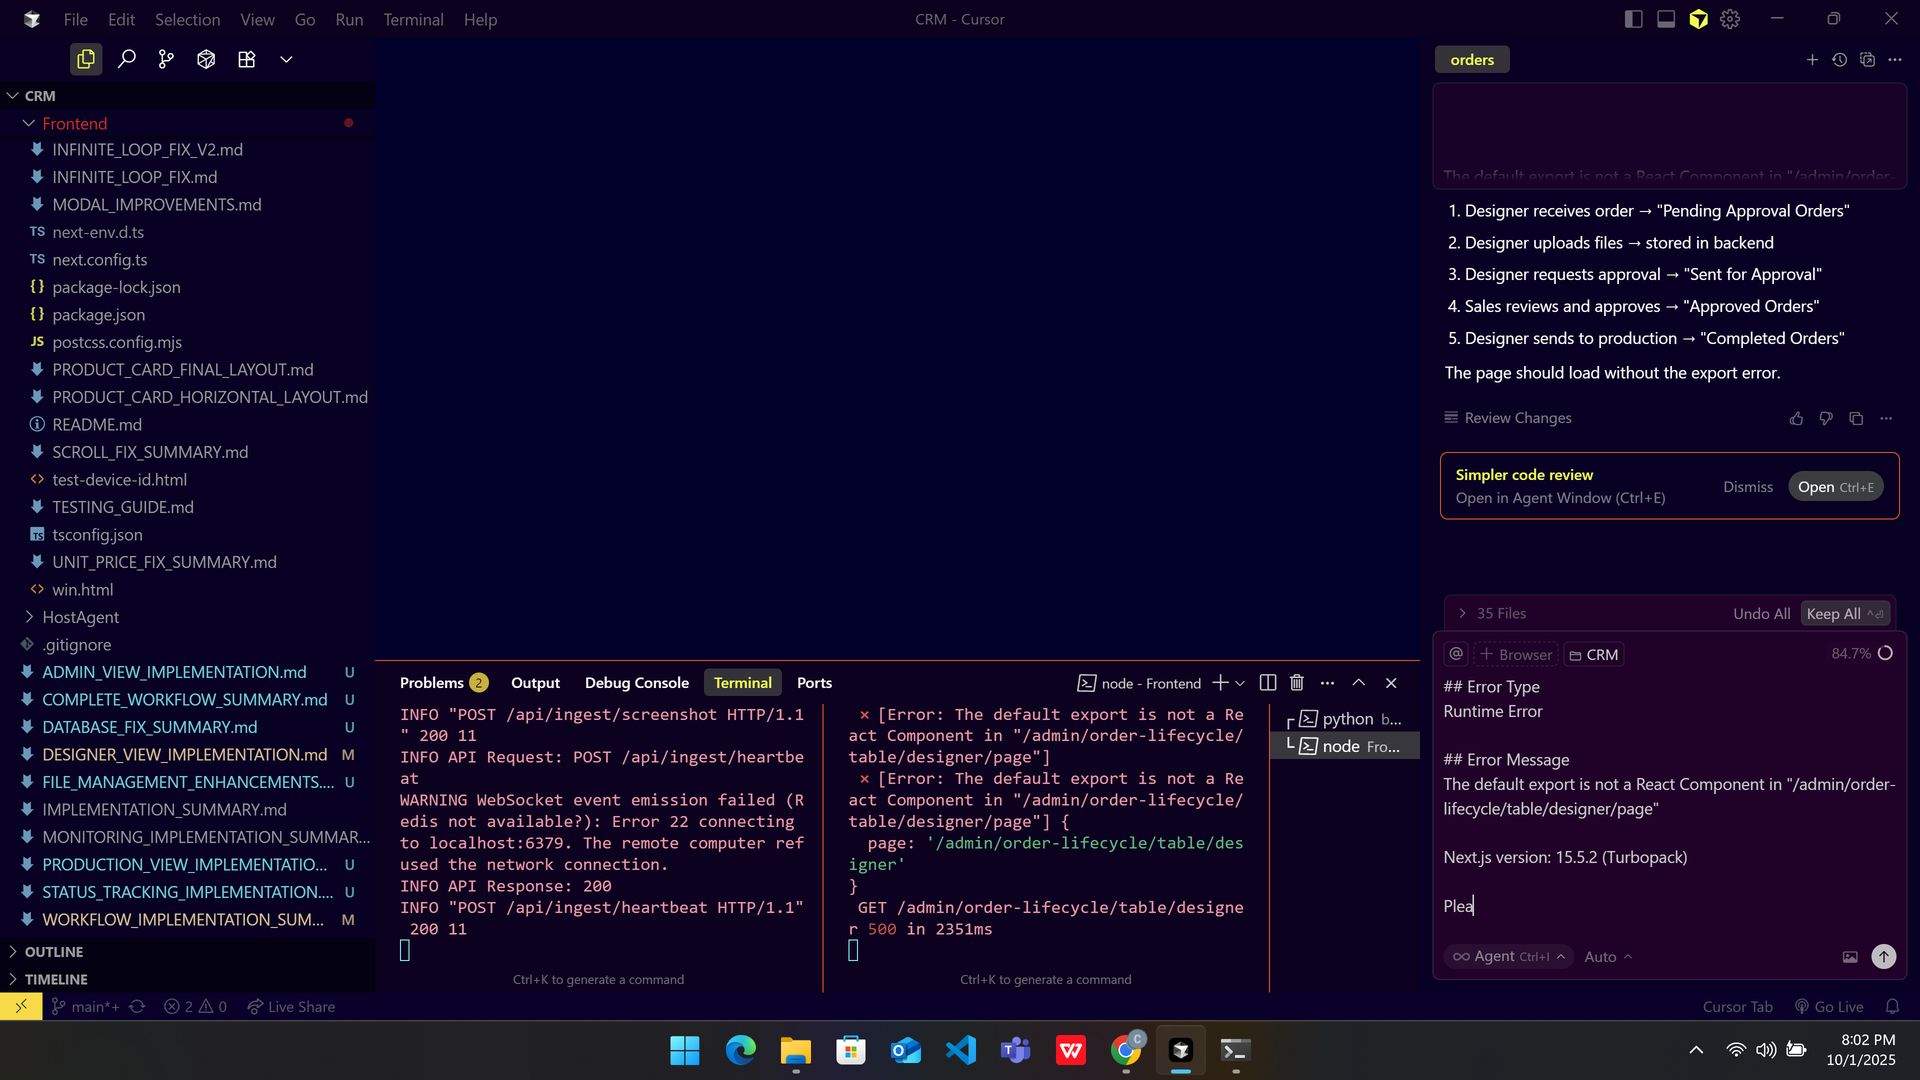 File Edit Selection View Go Run Terminal Help
CRM - Cursor
CRM
Frontend
INFINITE_LOOP_FIX_V2.md
INFINITE_LOOP_FIX.md
MODAL_IMPROVEMENTS.md
TS next-env.d.ts
TS next.config.ts
{} package-lock.json
{} package.json
JS postcss.config.mjs
PRODUCT_CARD_FINAL_LAYOUT.md
PRODUCT_CARD_HORIZONTAL_LAYOUT.md
README.md
SCROLL_FIX_SUMMARY.md
<> test-device-id.html
TESTING_GUIDE.md
TS tsconfig.json
UNIT_PRICE_FIX_SUMMARY.md
<> win.html
HostAgent
.gitignore
ADMIN_VIEW_IMPLEMENTATION.md U
COMPLETE_WORKFLOW_SUMMARY.md U
DATABASE_FIX_SUMMARY.md U
DESIGNER_VIEW_IMPLEMENTATION.md M
FILE_MANAGEMENT_ENHANCEMENTS.... U
IMPLEMENTATION_SUMMARY.md
MONITORING_IMPLEMENTATION_SUMMAR...
PRODUCTION_VIEW_IMPLEMENTATIO... U
STATUS_TRACKING_IMPLEMENTATION.... U
WORKFLOW_IMPLEMENTATION_SUM... M
OUTLINE
TIMELINE
Problems 2 Output Debug Console Terminal Ports
node - Frontend
INFO "POST /api/ingest/screenshot HTTP/1.1
" 200 11
INFO API Request: POST /api/ingest/heartbe
at
WARNING WebSocket event emission failed (R
edis not available?): Error 22 connecting
to localhost:6379. The remote computer ref
used the network connection.
INFO API Response: 200
INFO "POST /api/ingest/heartbeat HTTP/1.1"
200 11
Ctrl+K to generate a command
× [Error: The default export is not a Re
act Component in "/admin/order-lifecycle/
table/designer/page"]
× [Error: The default export is not a Re
act Component in "/admin/order-lifecycle/
table/designer/page"] {
page: '/admin/order-lifecycle/table/des
igner'
}
GET /admin/order-lifecycle/table/designe
r 500 in 2351ms
Ctrl+K to generate a command
python b...
node Fro...
orders
The default export is not a React Component in "/admin/order-
1. Designer receives order → "Pending Approval Orders"
2. Designer uploads files → stored in backend
3. Designer requests approval → "Sent for Approval"
4. Sales reviews and approves → "Approved Orders"
5. Designer sends to production → "Completed Orders"
The page should load without the export error.
Review Changes
Simpler code review
Open in Agent Window (Ctrl+E)
Dismiss
Open Ctrl+E
35 Files
Undo All Keep All
@ + Browser CRM
84.7%
## Error Type
Runtime Error
## Error Message
The default export is not a React Component in "/admin/order-
lifecycle/table/designer/page"
Next.js version: 15.5.2 (Turbopack)
Plea
Agent Ctrl+I Auto
main*+ 2 0 Live Share
Cursor Tab Go Live
C
8:02 PM
10/1/2025